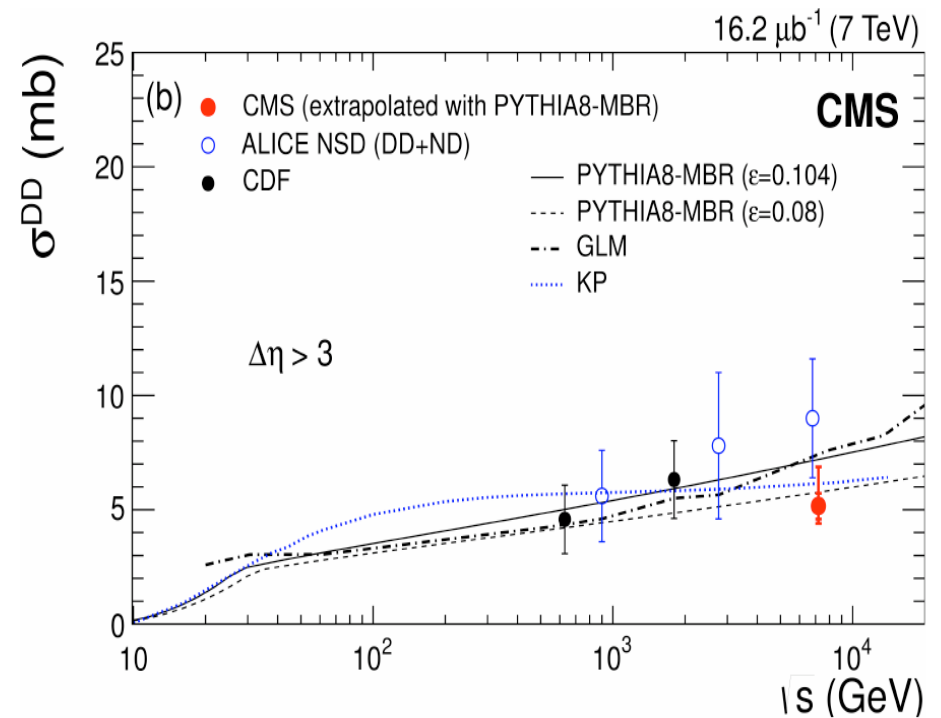 16.2 μb⁻¹ (7 TeV)
σᴰᴰ (mb)
25
20
15
10
5
0
(b)
CMS (extrapolated with PYTHIA8-MBR)
ALICE NSD (DD+ND)
CDF
CMS
PYTHIA8-MBR (ε=0.104)
PYTHIA8-MBR (ε=0.08)
GLM
KP
Δη > 3
10
10²
10³
10⁴
√s (GeV)